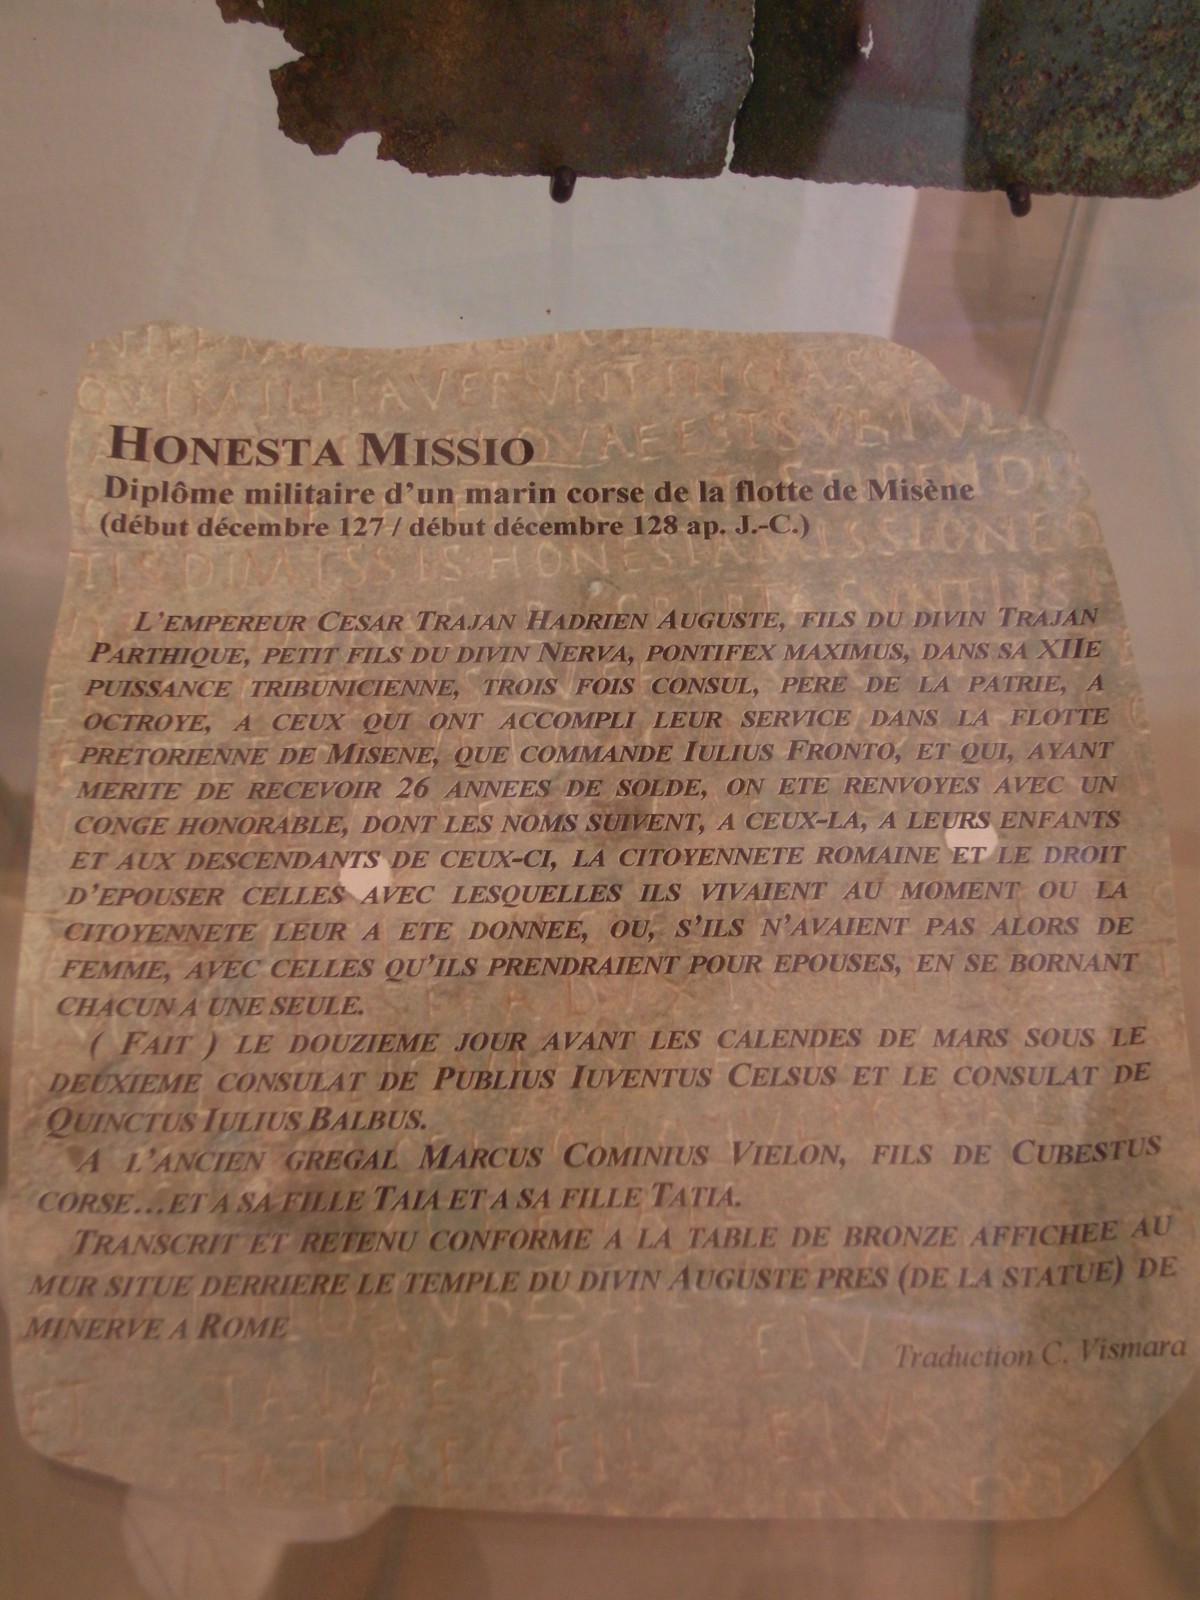 HONESTA MISSIO
Diplôme militaire d'un marin corse de la flotte de Misène
(début décembre 127 / début décembre 128 ap. J.-C.)
L'EMPEREUR CESAR TRAJAN HADRIEN AUGUSTE, FILS DU DIVIN TRAJAN
PARTHIQUE, PETIT FILS DU DIVIN NERVA, PONTIFEX MAXIMUS, DANS SA XIIE
PUISSANCE TRIBUNICIENNE, TROIS FOIS CONSUL, PERE DE LA PATRIE, A
OCTROYE, A CEUX QUI ONT ACCOMPLI LEUR SERVICE DANS LA FLOTTE
PRETORIENNE DE MISENE, QUE COMMANDE IULIUS FRONTO, ET QUI, AYANT
MERITE DE RECEVOIR 26 ANNEES DE SOLDE, ON ETE RENVOYES AVEC UN
CONGE HONORABLE, DONT LES NOMS SUIVENT, A CEUX-LA, A LEURS ENFANTS
ET AUX DESCENDANTS DE CEUX-CI, LA CITOYENNETE ROMAINE ET LE DROIT
D'EPOUSER CELLES AVEC LESQUELLES ILS VIVAIENT AU MOMENT OU LA
CITOYENNETE LEUR A ETE DONNEE, OU, S'ILS N'AVAIENT PAS ALORS DE
FEMME, AVEC CELLES QU'ILS PRENDRAIENT POUR EPOUSES, EN SE BORNANT
CHACUN A UNE SEULE.
( FAIT ) LE DOUZIEME JOUR AVANT LES CALENDES DE MARS SOUS LE
DEUXIEME CONSULAT DE PUBLIUS IUVENTUS CELSUS ET LE CONSULAT DE
QUINCTUS IULIUS BALBUS.
A L'ANCIEN GREGAL MARCUS COMINIUS VIELON, FILS DE CUBESTUS
CORSE...ET A SA FILLE TAIA ET A SA FILLE TATIA.
TRANSCRIT ET RETENU CONFORME A LA TABLE DE BRONZE AFFICHEE AU
MUR SITUE DERRIERE LE TEMPLE DU DIVIN AUGUSTE PRES (DE LA STATUE) DE
MINERVE A ROME
Traduction C. Vismara
ET TAIAE FIL EIV
TATIAE FIL EIVS